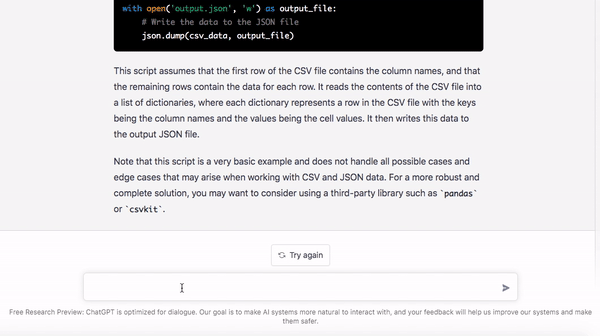 with open('output.json', 'w') as output_file:
# Write the data to the JSON file
json.dump(csv_data, output_file)
This script assumes that the first row of the CSV file contains the column names, and that
the remaining rows contain the data for each row. It reads the contents of the CSV file into
a list of dictionaries, where each dictionary represents a row in the CSV file with the keys
being the column names and the values being the cell values. It then writes this data to
the output JSON file.
Note that this script is a very basic example and does not handle all possible cases and
edge cases that may arise when working with CSV and JSON data. For a more robust and
complete solution, you may want to consider using a third-party library such as `pandas`
or `csvkit`.
Try again
Free Research Preview: ChatGPT is optimized for dialogue. Our goal is to make AI systems more natural to interact with, and your feedback will help us improve our systems and make
them safer.